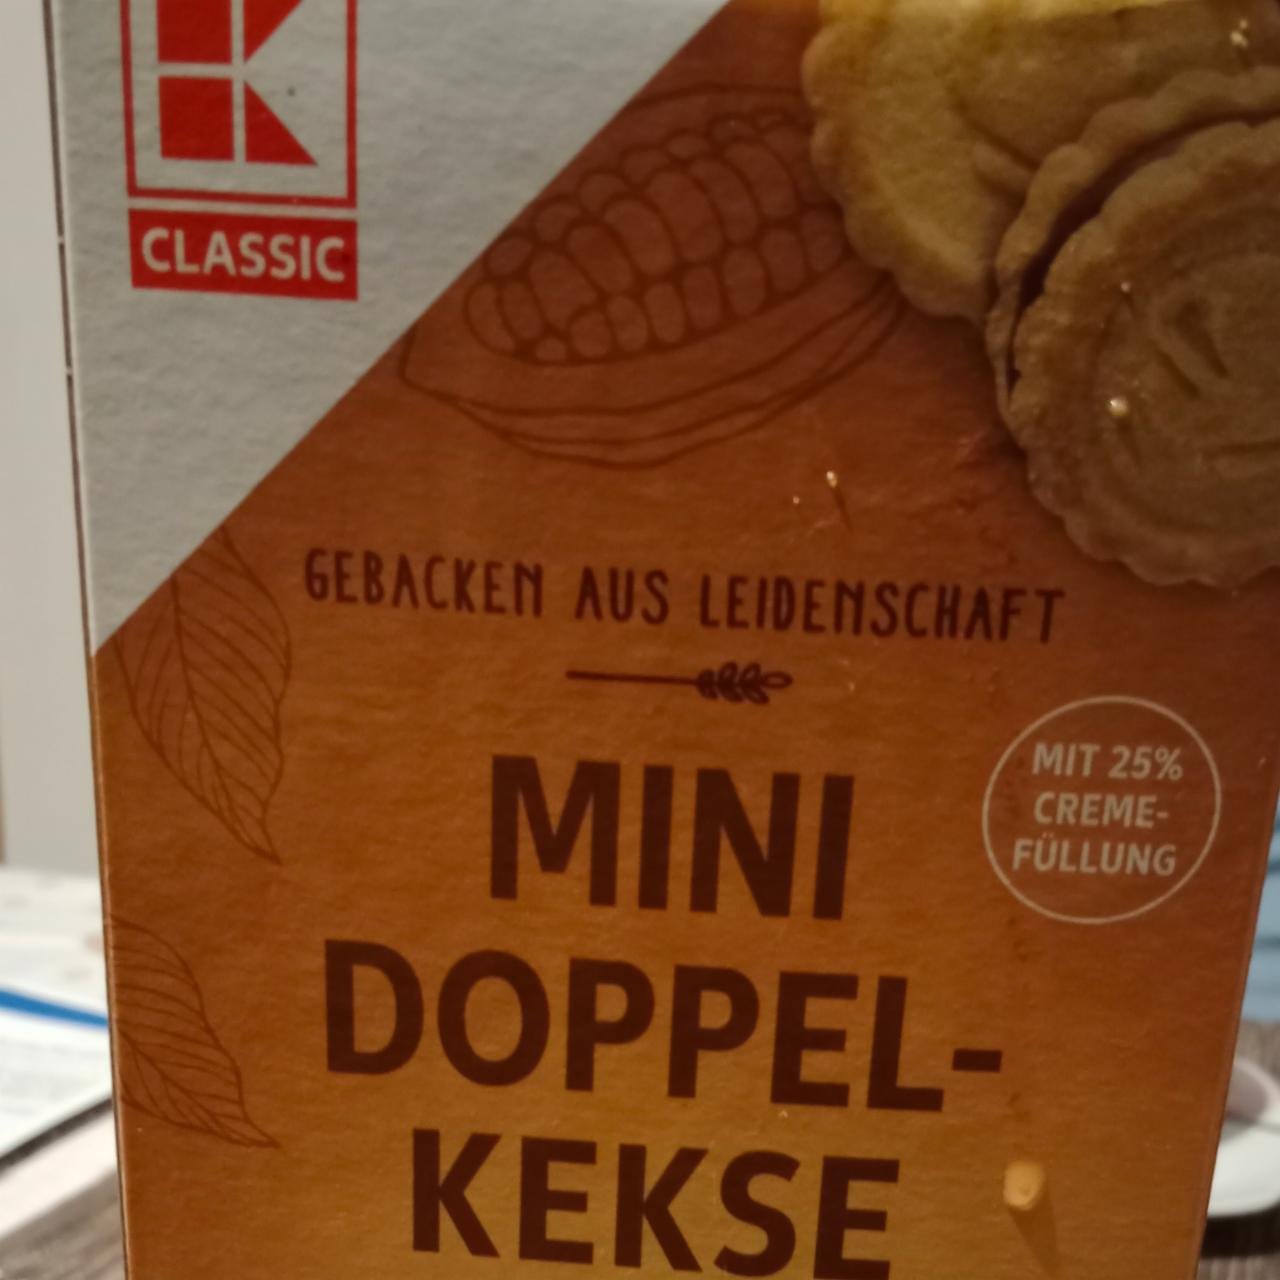 K
CLASSIC
GEBACKEN AUS LEIDENSCHAFT
MINI
DOPPEL-
KEKSE
MIT 25%
CREME-
FÜLLUNG